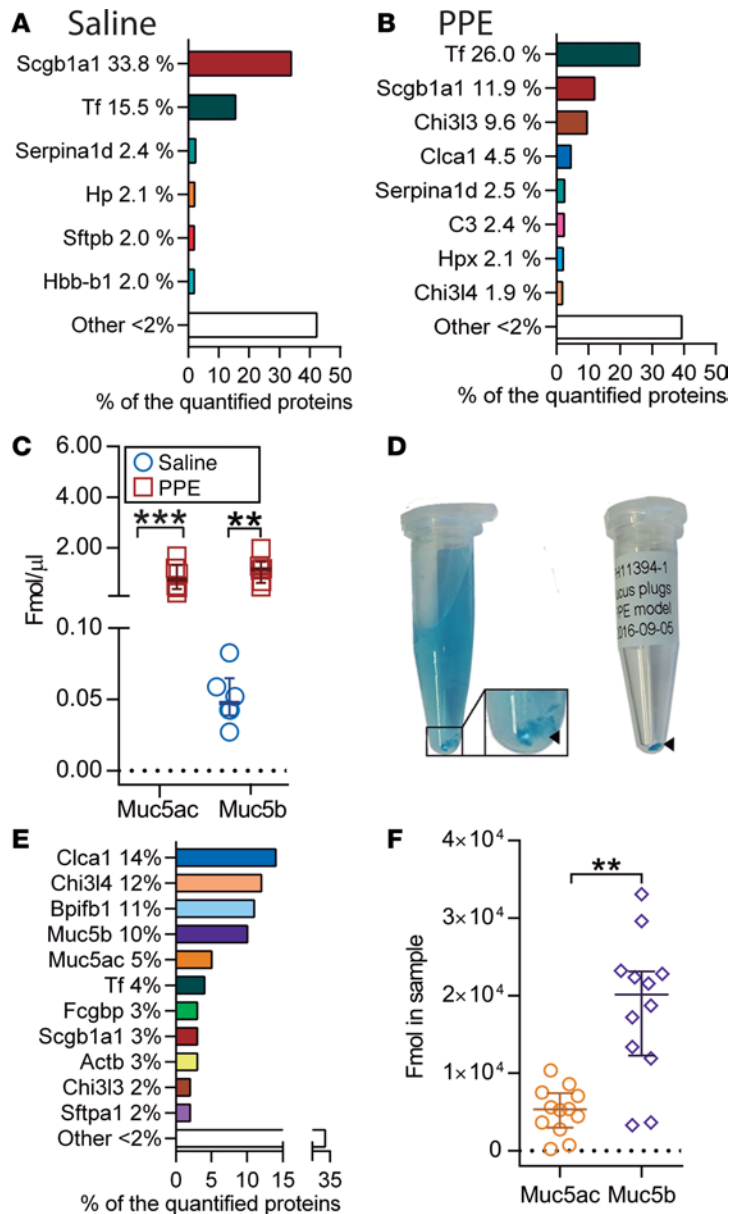 A Saline
Scgb1a1 33.8 %
Tf 15.5 %
Serpina1d 2.4 %
Hp 2.1 %
Sftpb 2.0 %
Hbb-b1 2.0 %
Other <2%
0 10 20 30 40 50
% of the quantified proteins
B PPE
Tf 26.0 %
Scgb1a1 11.9 %
Chi3l3 9.6 %
Clca1 4.5 %
Serpina1d 2.5 %
C3 2.4 %
Hpx 2.1 %
Chi3l4 1.9 %
Other <2%
0 10 20 30 40 50
% of the quantified proteins
C
Saline
PPE
*** **
6.00
4.00
2.00
0.10
0.05
0.00
Fmol/µl
Muc5ac Muc5b
D
H11394-1
ucus plugs
PE model
016-09-05
E
Clca1 14%
Chi3l4 12%
Bpifb1 11%
Muc5b 10%
Muc5ac 5%
Tf 4%
Fcgbp 3%
Scgb1a1 3%
Actb 3%
Chi3l3 2%
Sftpa1 2%
Other <2%
0 5 10 15 35
% of the quantified proteins
F
**
4×10⁴
3×10⁴
2×10⁴
1×10⁴
0
Fmol in sample
Muc5ac Muc5b